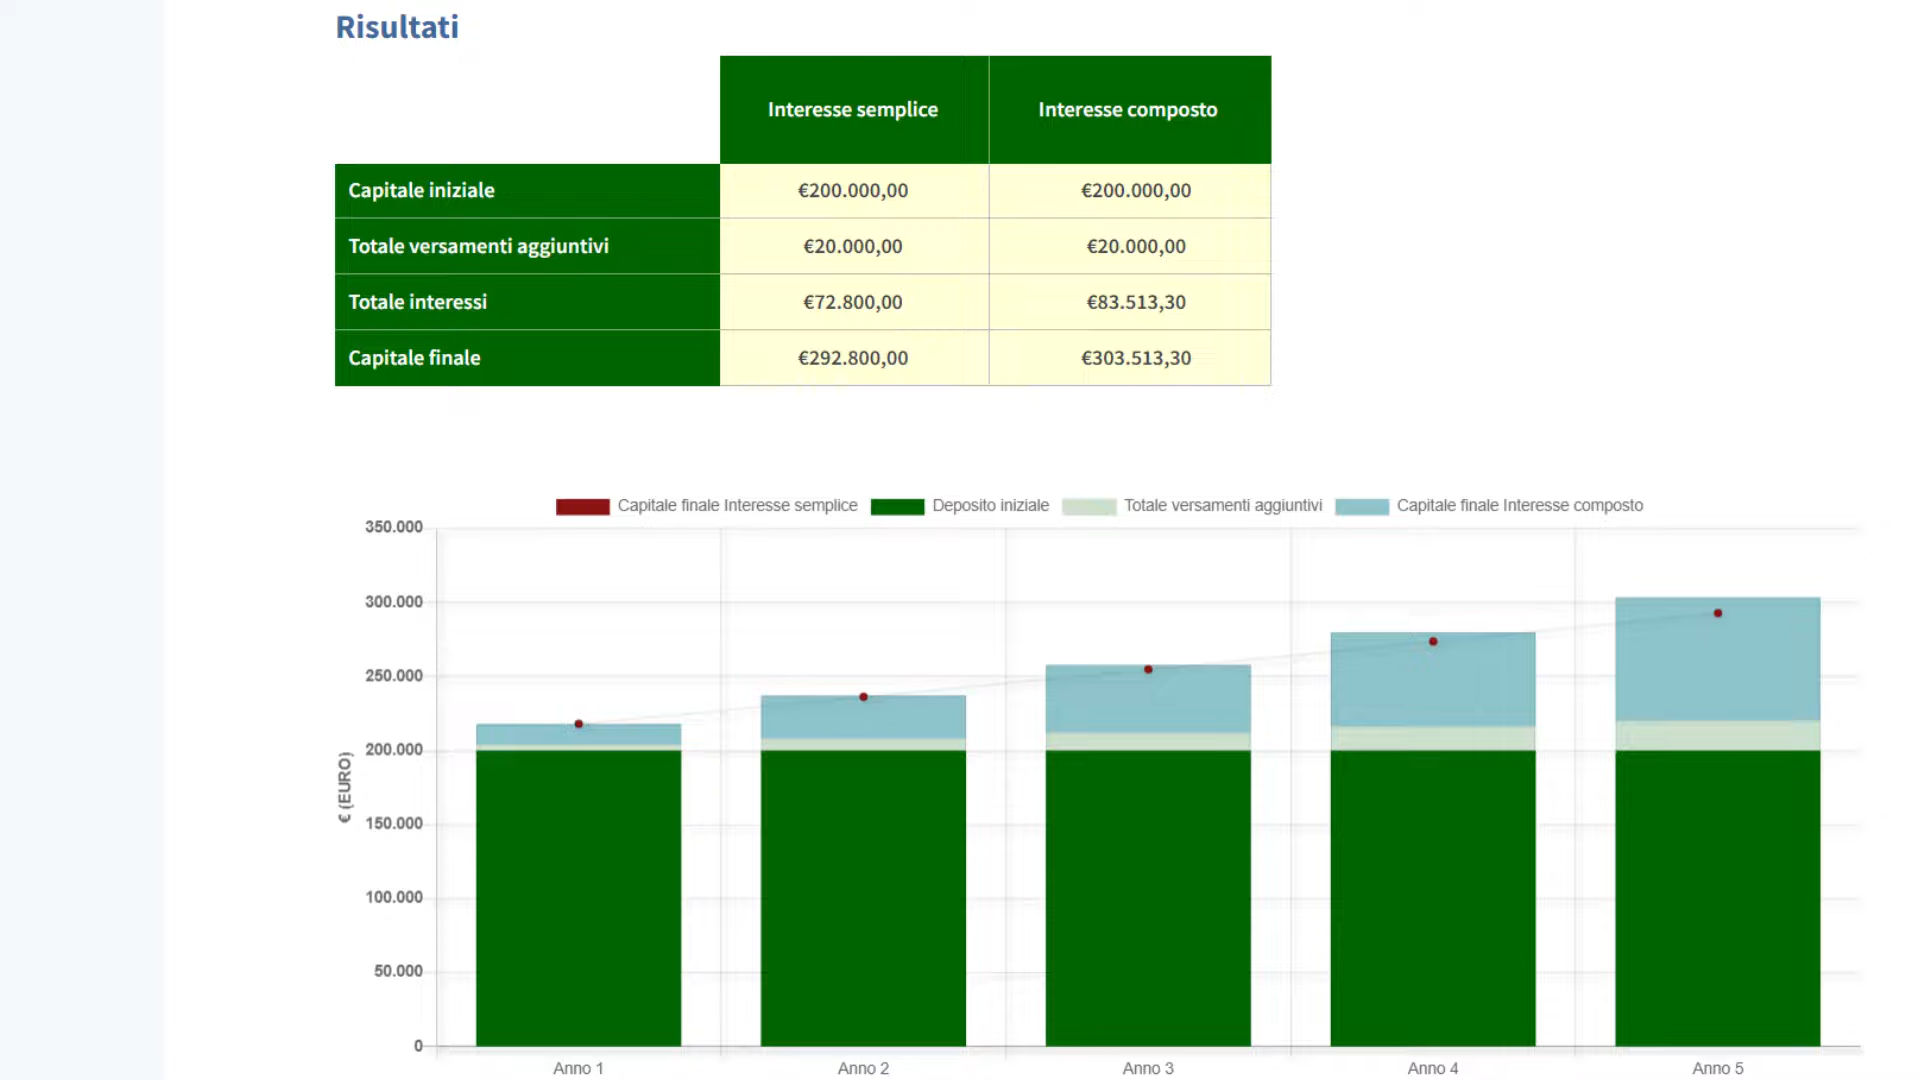 Risultati
Interesse semplice Interesse composto
Capitale iniziale €200.000,00 €200.000,00
Totale versamenti aggiuntivi €20.000,00 €20.000,00
Totale interessi €72.800,00 €83.513,30
Capitale finale €292.800,00 €303.513,30
Capitale finale Interesse semplice Deposito iniziale Totale versamenti aggiuntivi Capitale finale Interesse composto
350.000
300.000
250.000
200.000
150.000
100.000
50.000
0
€ (EURO)
Anno 1 Anno 2 Anno 3 Anno 4 Anno 5